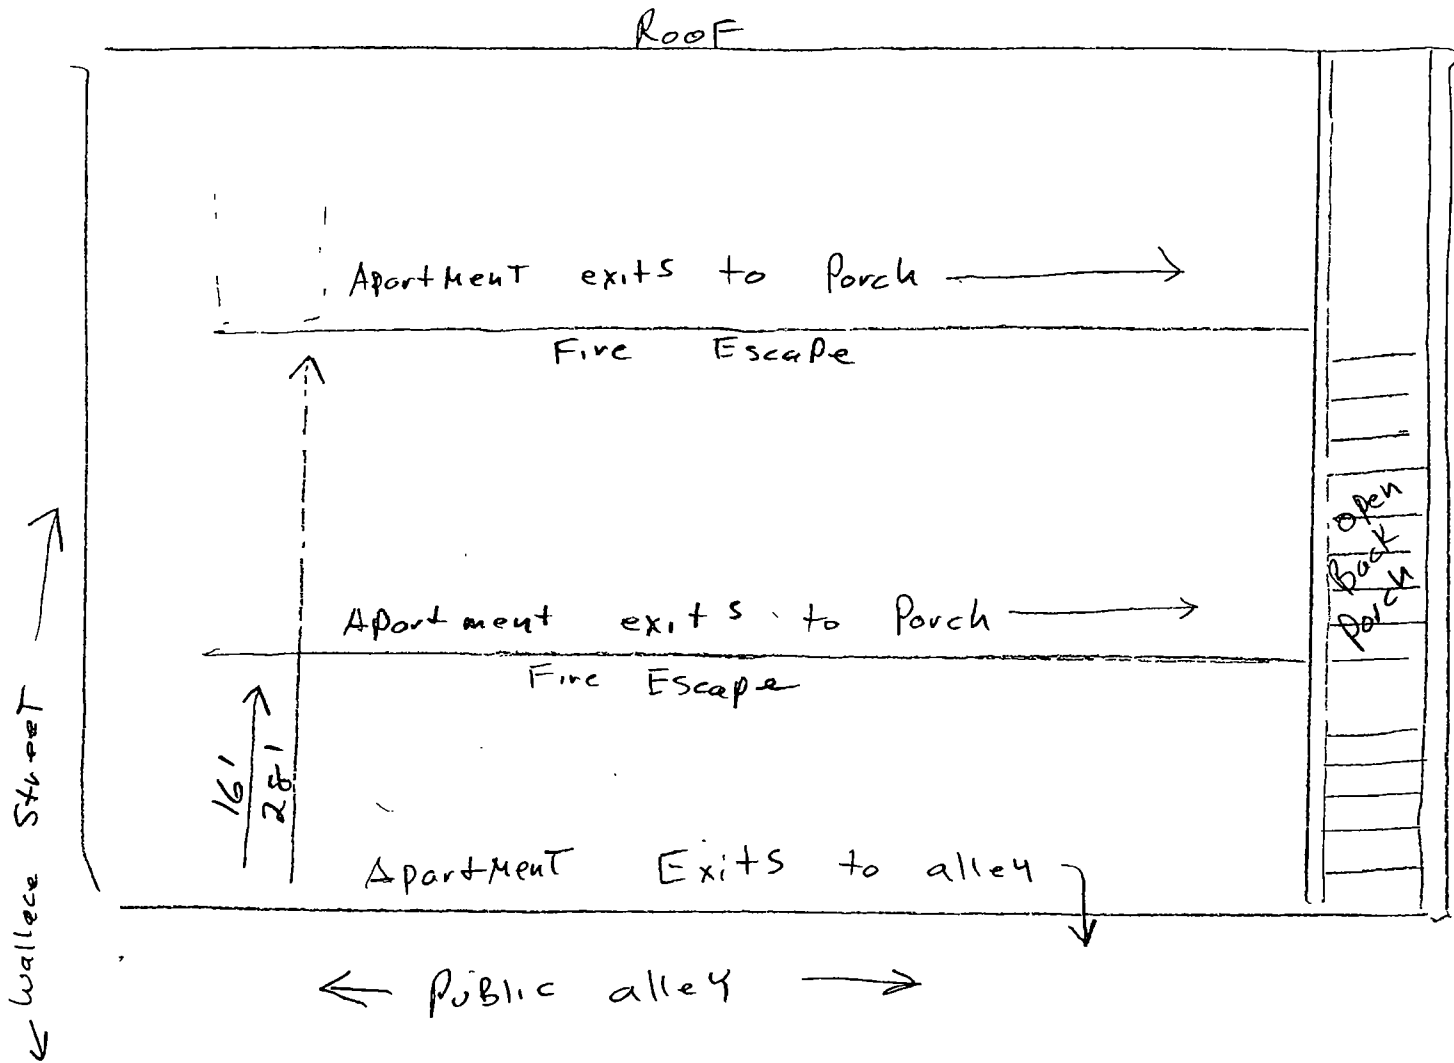 RooF
Apartment exits to Porch
Fire Escape
Apartment exits to Porch
Fire Escape
16'
28'
Apartment Exits to alley
Public alley
Wallace Street
open
Back
Porch